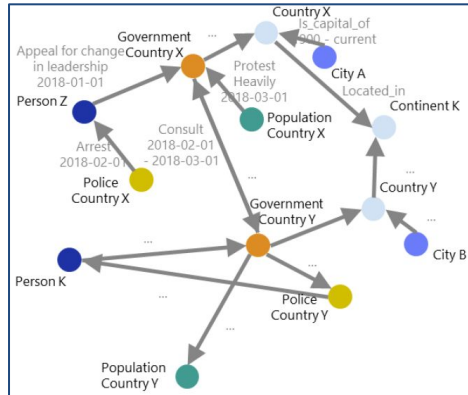 Country X
Government
Country X
...
Is_capital_of
900 - current
Appeal for change
in leadership
2018-01-01
City A
Protest
Heavily
2018-03-01
Located_in
Continent K
Person Z
Population
Country X
Arrest
2018-02-01
Consult
2018-02-01
- 2018-03-01
Police
Country X
...
...
Government
Country Y
Country Y
...
...
City B
...
...
Person K
...
Police
Country Y
...
Population
Country Y